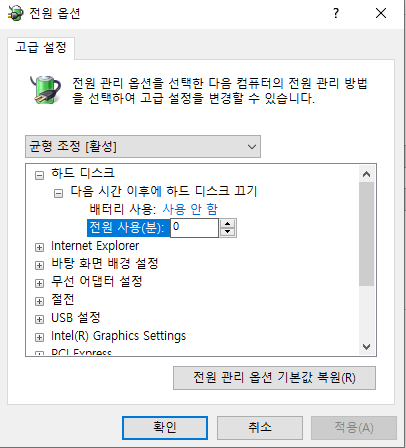 전원 옵션
고급 설정
전원 관리 옵션을 선택한 다음 컴퓨터의 전원 관리 방법
을 선택하여 고급 설정을 변경할 수 있습니다.
균형 조정 [활성]
하드 디스크
다음 시간 이후에 하드 디스크 끄기
배터리 사용: 사용 안 함
전원 사용(분): 0
Internet Explorer
바탕 화면 배경 설정
무선 어댑터 설정
절전
USB 설정
Intel(R) Graphics Settings
PCI Express
전원 관리 옵션 기본값 복원(R)
확인
취소
적용(A)